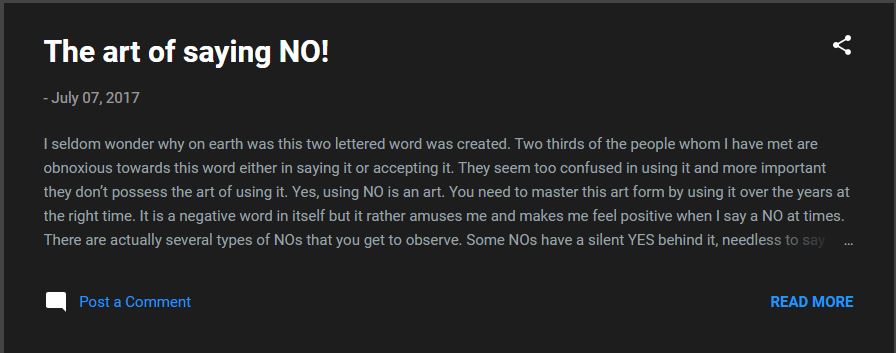 The art of saying NO!
- July 07, 2017
I seldom wonder why on earth was this two lettered word was created. Two thirds of the people whom I have met are
obnoxious towards this word either in saying it or accepting it. They seem too confused in using it and more important
they don’t possess the art of using it. Yes, using NO is an art. You need to master this art form by using it over the years at
the right time. It is a negative word in itself but it rather amuses me and makes me feel positive when I say a NO at times.
There are actually several types of NOs that you get to observe. Some NOs have a silent YES behind it, needless to say ...
Post a Comment
READ MORE